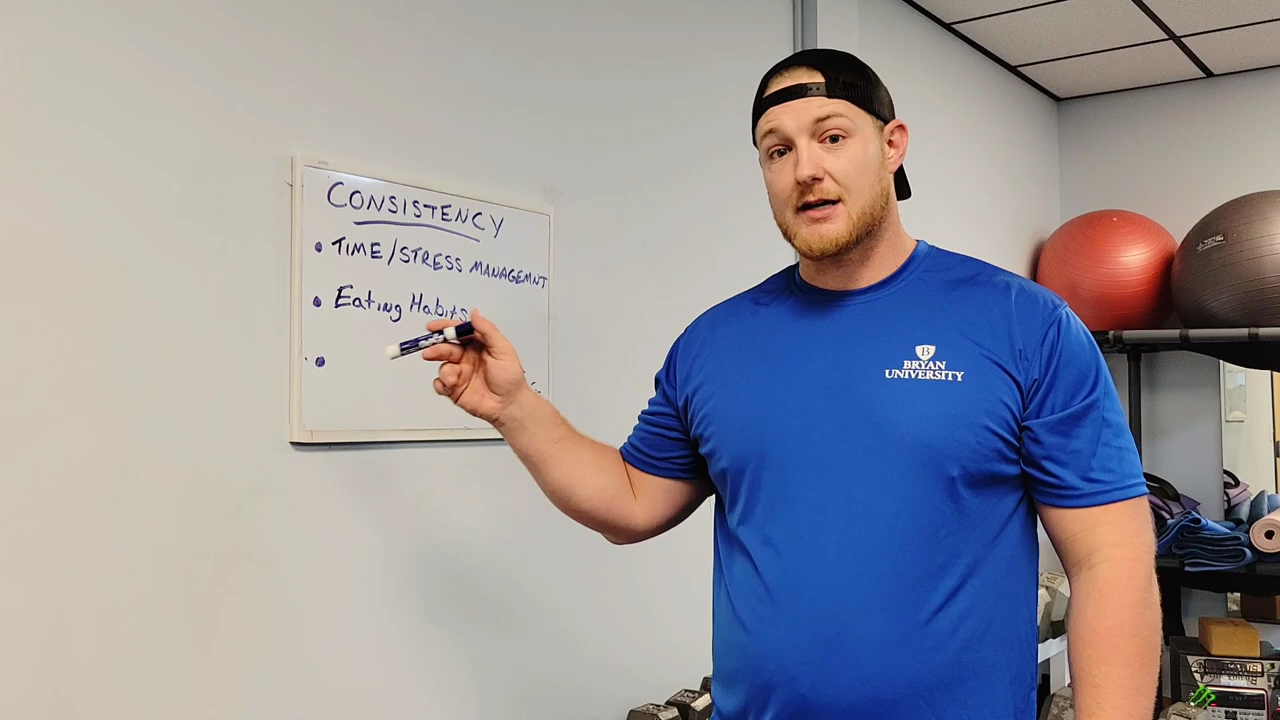 CONSISTENCY
• TIME/STRESS MANAGEMNT
• Eating Habits
•
B
BRYAN
UNIVERSITY